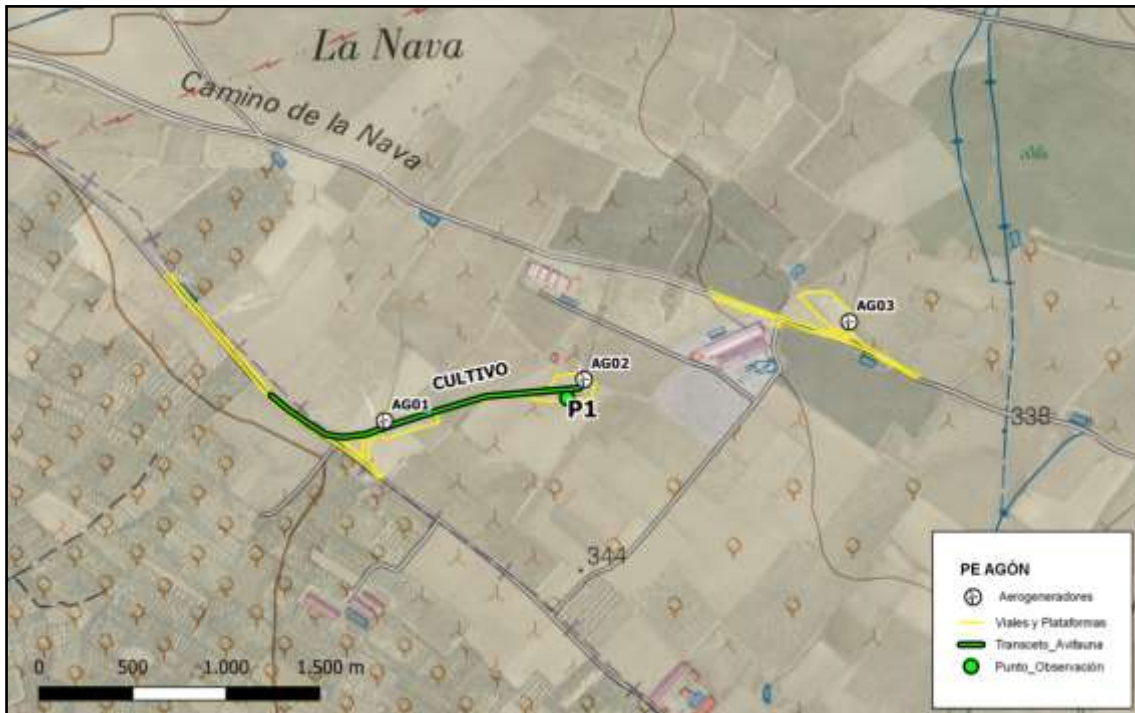 La Nava
Camino de la Nava
AG03
AG02
CULTIVO
P1
AG01
338
344
PE AGÓN
Aerogeneradores
Viales y Plataformas
Transceto_Avifauna
Punto_Observación
0 500 1.000 1.500 m